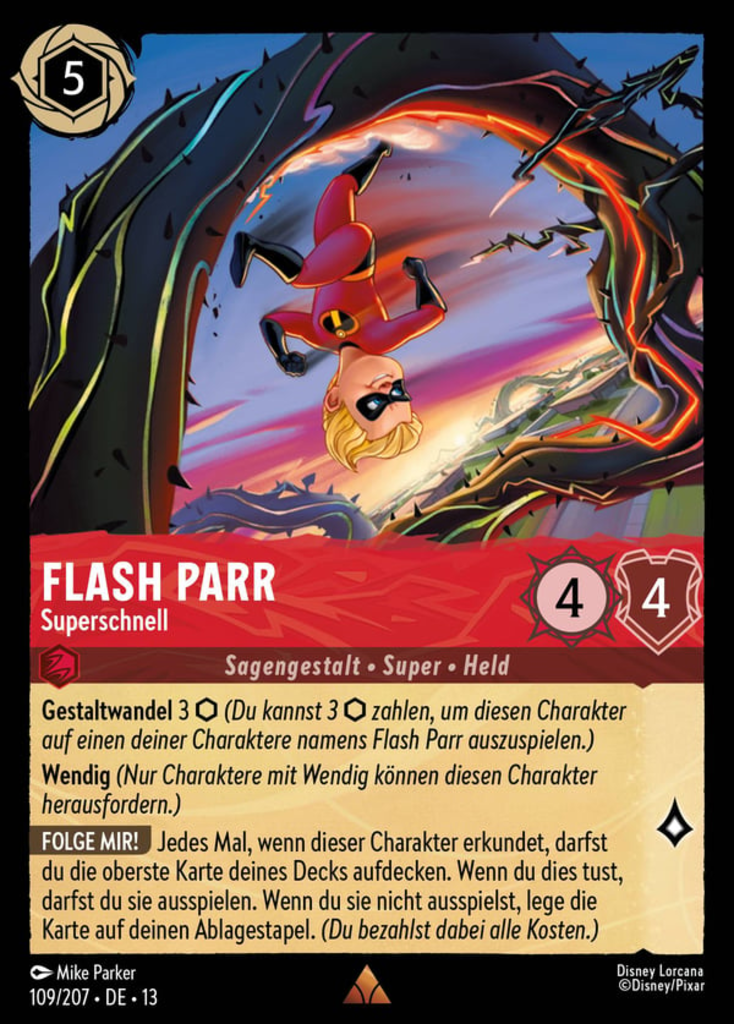 5
FLASH PARR
Superschnell
4
4
Sagengestalt • Super • Held
Gestaltwandel 3 ⬡ (Du kannst 3 ⬡ zahlen, um diesen Charakter
auf einen deiner Charaktere namens Flash Parr auszuspielen.)
Wendig (Nur Charaktere mit Wendig können diesen Charakter
herausfordern.)
FOLGE MIR! Jedes Mal, wenn dieser Charakter erkundet, darfst
du die oberste Karte deines Decks aufdecken. Wenn du dies tust,
darfst du sie ausspielen. Wenn du sie nicht ausspielst, lege die
Karte auf deinen Ablagestapel. (Du bezahlst dabei alle Kosten.)
Mike Parker
109/207 • DE • 13
Disney Lorcana
©Disney/Pixar